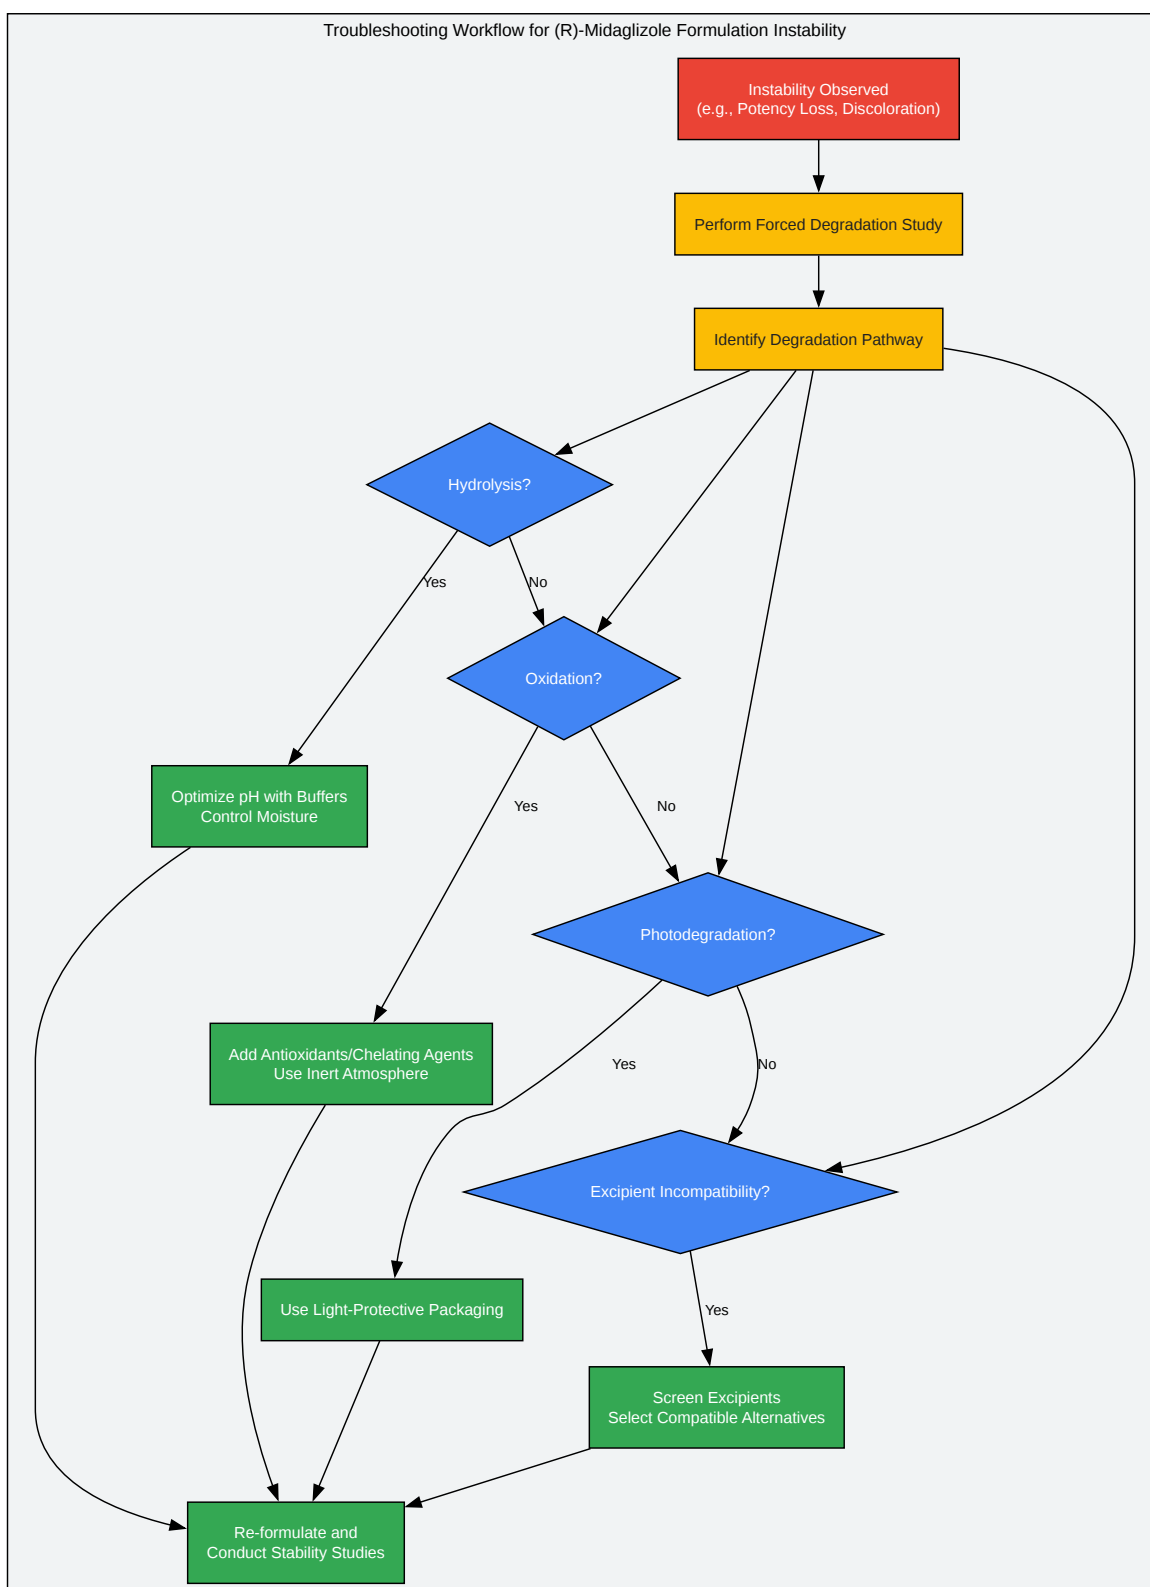 Troubleshooting Workflow for (R)-Midaglizole Formulation Instability
Instability Observed
(e.g., Potency Loss, Discoloration)
Perform Forced Degradation Study
Identify Degradation Pathway
Hydrolysis?
Yes
No
Oxidation?
Optimize pH with Buffers
Control Moisture
Yes
No
Photodegradation?
Add Antioxidants/Chelating Agents
Use Inert Atmosphere
Yes
No
Excipient Incompatibility?
Use Light-Protective Packaging
Yes
Screen Excipients
Select Compatible Alternatives
Re-formulate and
Conduct Stability Studies